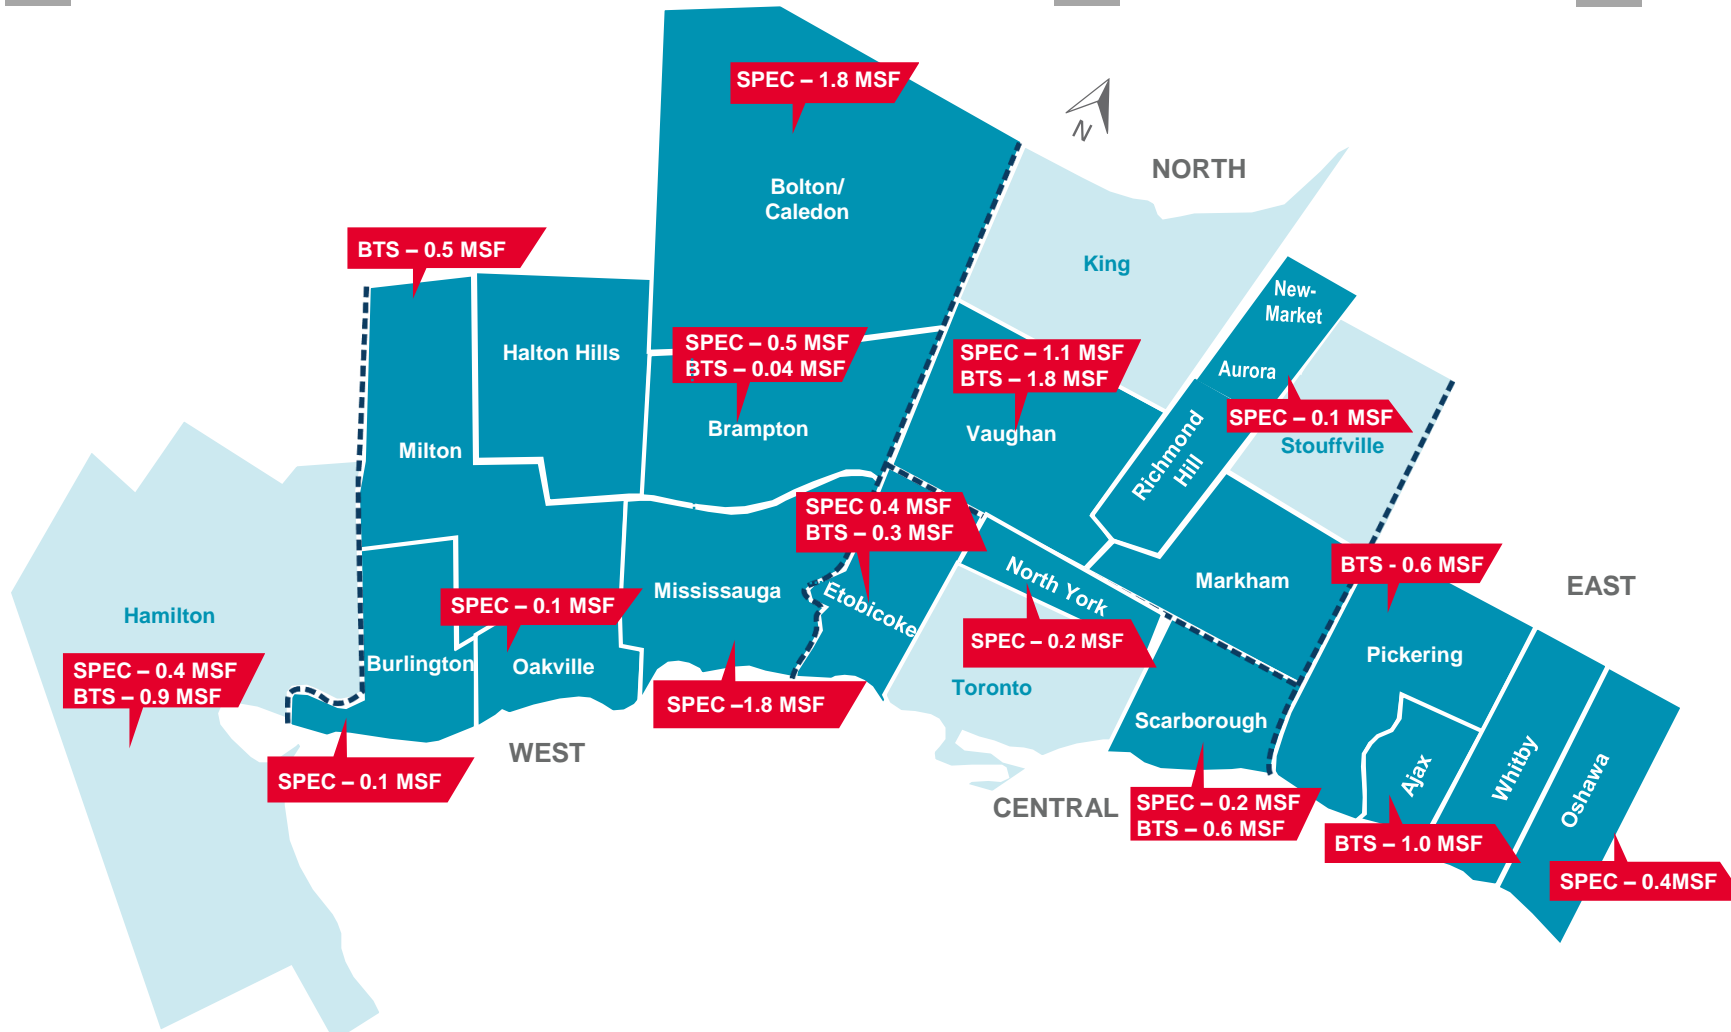 SPEC – 1.8 MSF
N
NORTH
Bolton/
Caledon
BTS – 0.5 MSF
King
New-
Market
Halton Hills
SPEC – 0.5 MSF
BTS – 0.04 MSF
SPEC – 1.1 MSF
BTS – 1.8 MSF
Aurora
SPEC – 0.1 MSF
Stouffville
Brampton
Vaughan
Richmond
Hill
Milton
SPEC 0.4 MSF
BTS – 0.3 MSF
North York
Markham
BTS - 0.6 MSF
EAST
Hamilton
SPEC – 0.1 MSF
Mississauga
Etobicoke
SPEC – 0.2 MSF
Pickering
SPEC – 0.4 MSF
BTS – 0.9 MSF
Burlington
Oakville
Toronto
SPEC –1.8 MSF
Scarborough
WEST
SPEC – 0.1 MSF
CENTRAL
SPEC – 0.2 MSF
BTS – 0.6 MSF
Ajax
Whitby
Oshawa
BTS – 1.0 MSF
SPEC – 0.4MSF